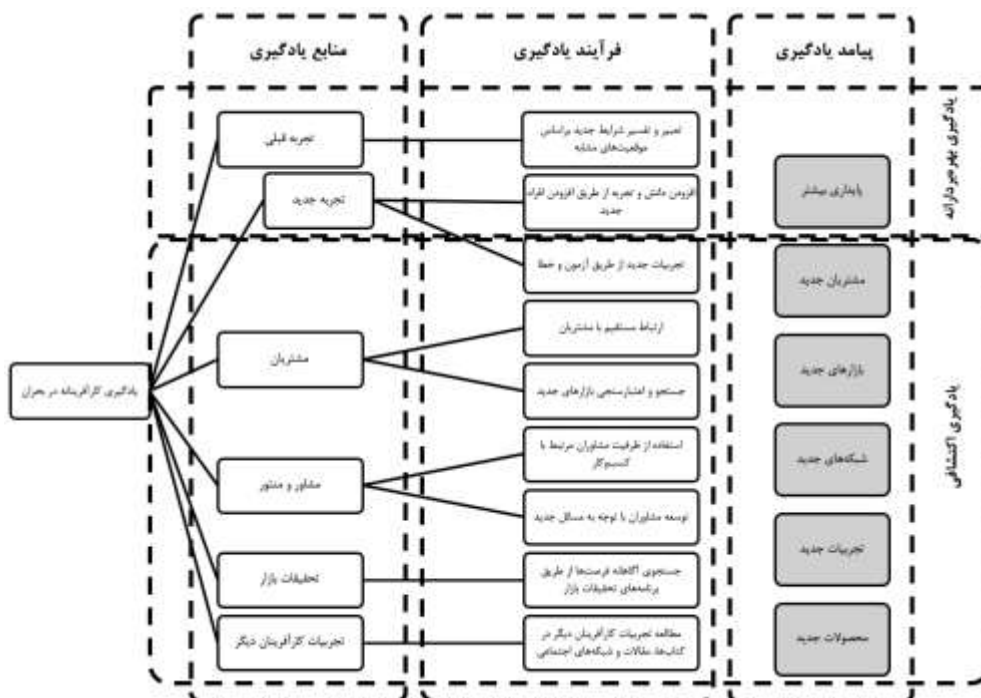 منابع یادگیری
فرآیند یادگیری
پیامد یادگیری
یادگیری بهره‌بردارانه
یادگیری اکتشافی
یادگیری کارآفرینانه در بحران
تجربه قبلی
تجربه جدید
مشتریان
مشاور و منتور
تحقیقات بازار
تجربیات کارآفرینان دیگر
تعبیر و تفسیر شرایط جدید براساس
موقعیت‌های مشابه
افزودن دانش و تجربه از طریق افزودن افراد
جدید
تجربیات جدید از طریق آزمون و خطا
ارتباط مستقیم با مشتریان
جستجو و اعتبارسنجی بازارهای جدید
استفاده از ظرفیت مشاوران مرتبط با
کسب‌وکار
توسعه مشاوران با توجه به مسائل جدید
جستجوی آگاهانه فرصت‌ها از طریق
برنامه‌های تحقیقات بازار
مطالعه تجربیات کارآفرینان دیگر در
کتاب‌ها، مقالات و شبکه‌های اجتماعی
پایداری بیشتر
مشتریان جدید
بازارهای جدید
شبکه‌های جدید
تجربیات جدید
محصولات جدید